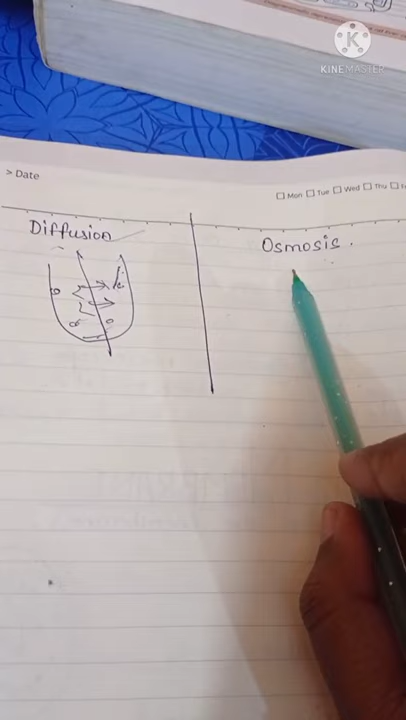 KINEMASTER
> Date
Mon Tue Wed Thu
Diffusion
Osmosis.